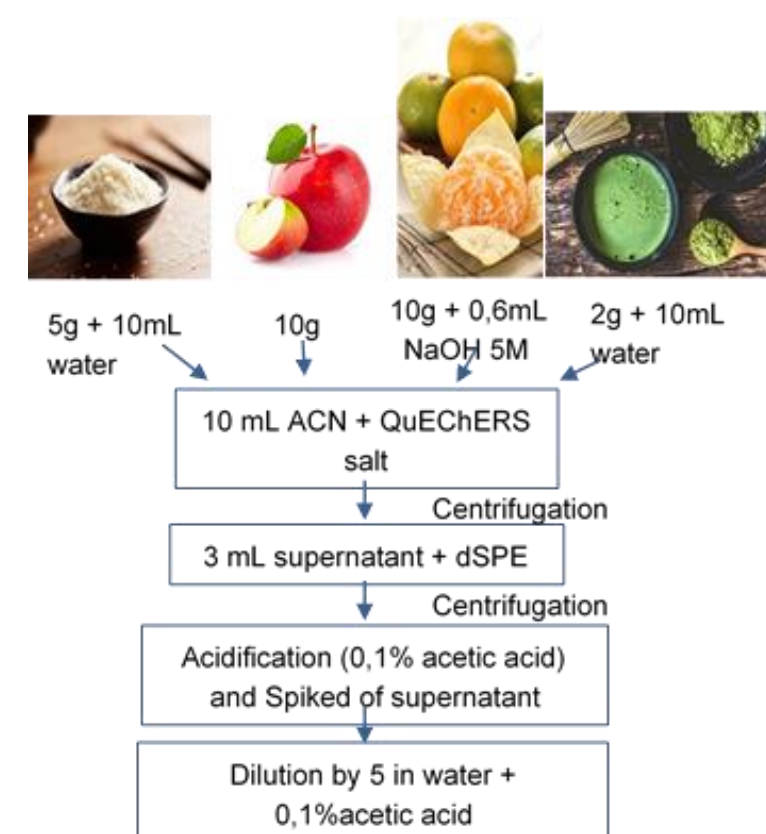 5g + 10mL
water
10g
10g + 0,6mL
NaOH 5M
2g + 10mL
water
10 mL ACN + QuEChERS
salt
Centrifugation
3 mL supernatant + dSPE
Centrifugation
Acidification (0,1% acetic acid)
and Spiked of supernatant
Dilution by 5 in water +
0,1%acetic acid